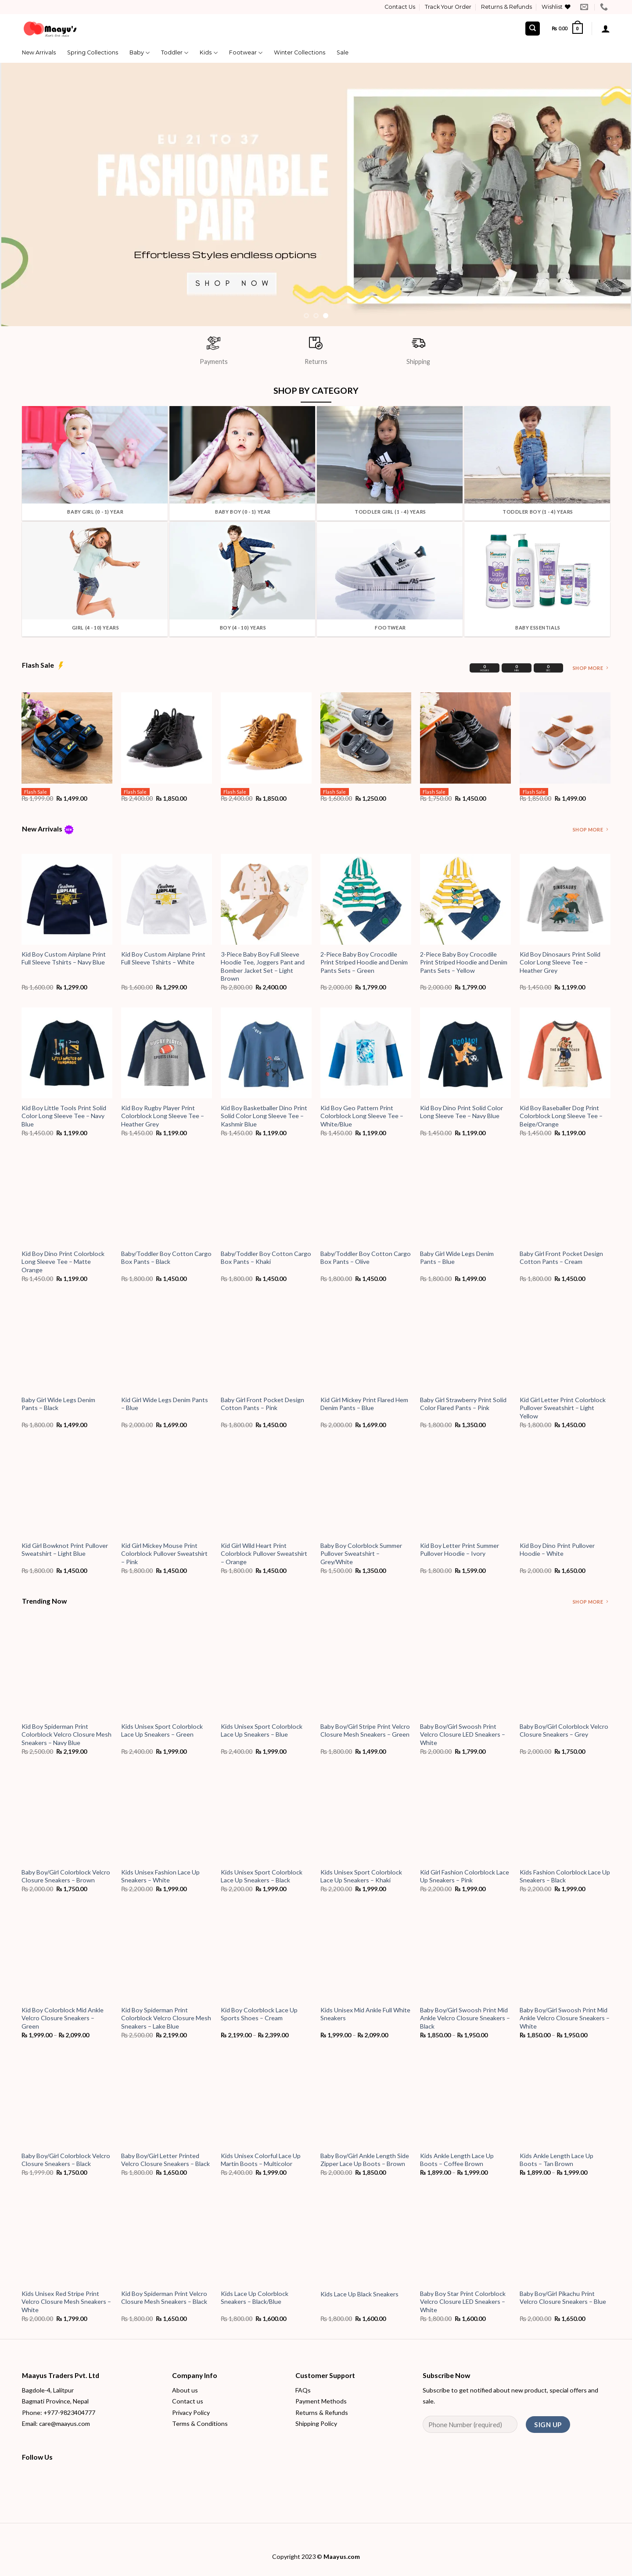 Contact Us
Track Your Order
Returns & Refunds
Wishlist
Maayu's
₨ 0.00
0
New Arrivals
Spring Collections
Baby
Toddler
Kids
Footwear
Winter Collections
Sale
EU 21 TO 37
FASHIONABLE
PAIR
Effortless Styles endless options
SHOP NOW
Payments
Returns
Shipping
SHOP BY CATEGORY
BABY GIRL (0 - 1) YEAR
BABY BOY (0 - 1) YEAR
TODDLER GIRL (1 - 4) YEARS
TODDLER BOY (1 - 4) YEARS
GIRL (4 - 10) YEARS
BOY (4 - 10) YEARS
FOOTWEAR
BABY ESSENTIALS
Flash Sale
0
0
0
SHOP MORE
Flash Sale
₨ 1,999.00 ₨ 1,499.00
Flash Sale
₨ 2,400.00 ₨ 1,850.00
Flash Sale
₨ 2,400.00 ₨ 1,850.00
Flash Sale
₨ 1,600.00 ₨ 1,250.00
Flash Sale
₨ 1,750.00 ₨ 1,450.00
Flash Sale
₨ 1,850.00 ₨ 1,499.00
New Arrivals
SHOP MORE
Kid Boy Custom Airplane Print
Full Sleeve Tshirts – Navy Blue
₨ 1,600.00 ₨ 1,299.00
Kid Boy Custom Airplane Print
Full Sleeve Tshirts – White
₨ 1,600.00 ₨ 1,299.00
3-Piece Baby Boy Full Sleeve
Hoodie Tee, Joggers Pant and
Bomber Jacket Set – Light
Brown
₨ 2,800.00 ₨ 2,400.00
2-Piece Baby Boy Crocodile
Print Striped Hoodie and Denim
Pants Sets – Green
₨ 2,000.00 ₨ 1,799.00
2-Piece Baby Boy Crocodile
Print Striped Hoodie and Denim
Pants Sets – Yellow
₨ 2,000.00 ₨ 1,799.00
Kid Boy Dinosaurs Print Solid
Color Long Sleeve Tee –
Heather Grey
₨ 1,450.00 ₨ 1,199.00
Kid Boy Little Tools Print Solid
Color Long Sleeve Tee – Navy
Blue
₨ 1,450.00 ₨ 1,199.00
Kid Boy Rugby Player Print
Colorblock Long Sleeve Tee –
Heather Grey
₨ 1,450.00 ₨ 1,199.00
Kid Boy Basketballer Dino Print
Solid Color Long Sleeve Tee –
Kashmir Blue
₨ 1,450.00 ₨ 1,199.00
Kid Boy Geo Pattern Print
Colorblock Long Sleeve Tee –
White/Blue
₨ 1,450.00 ₨ 1,199.00
Kid Boy Dino Print Solid Color
Long Sleeve Tee – Navy Blue
₨ 1,450.00 ₨ 1,199.00
Kid Boy Baseballer Dog Print
Colorblock Long Sleeve Tee –
Beige/Orange
₨ 1,450.00 ₨ 1,199.00
Kid Boy Dino Print Colorblock
Long Sleeve Tee – Matte
Orange
₨ 1,450.00 ₨ 1,199.00
Baby/Toddler Boy Cotton Cargo
Box Pants – Black
₨ 1,800.00 ₨ 1,450.00
Baby/Toddler Boy Cotton Cargo
Box Pants – Khaki
₨ 1,800.00 ₨ 1,450.00
Baby/Toddler Boy Cotton Cargo
Box Pants – Olive
₨ 1,800.00 ₨ 1,450.00
Baby Girl Wide Legs Denim
Pants – Blue
₨ 1,800.00 ₨ 1,499.00
Baby Girl Front Pocket Design
Cotton Pants – Cream
₨ 1,800.00 ₨ 1,450.00
Baby Girl Wide Legs Denim
Pants – Black
₨ 1,800.00 ₨ 1,499.00
Kid Girl Wide Legs Denim Pants
– Blue
₨ 2,000.00 ₨ 1,699.00
Baby Girl Front Pocket Design
Cotton Pants – Pink
₨ 1,800.00 ₨ 1,450.00
Kid Girl Mickey Print Flared Hem
Denim Pants – Blue
₨ 2,000.00 ₨ 1,699.00
Baby Girl Strawberry Print Solid
Color Flared Pants – Pink
₨ 1,800.00 ₨ 1,350.00
Kid Girl Letter Print Colorblock
Pullover Sweatshirt – Light
Yellow
₨ 1,800.00 ₨ 1,450.00
Kid Girl Bowknot Print Pullover
Sweatshirt – Light Blue
₨ 1,800.00 ₨ 1,450.00
Kid Girl Mickey Mouse Print
Colorblock Pullover Sweatshirt
– Pink
₨ 1,800.00 ₨ 1,450.00
Kid Girl Wild Heart Print
Colorblock Pullover Sweatshirt
– Orange
₨ 1,800.00 ₨ 1,450.00
Baby Boy Colorblock Summer
Pullover Sweatshirt –
Grey/White
₨ 1,500.00 ₨ 1,350.00
Kid Boy Letter Print Summer
Pullover Hoodie – Ivory
₨ 1,800.00 ₨ 1,599.00
Kid Boy Dino Print Pullover
Hoodie – White
₨ 2,000.00 ₨ 1,650.00
Trending Now
SHOP MORE
Kid Boy Spiderman Print
Colorblock Velcro Closure Mesh
Sneakers – Navy Blue
₨ 2,500.00 ₨ 2,199.00
Kids Unisex Sport Colorblock
Lace Up Sneakers – Green
₨ 2,400.00 ₨ 1,999.00
Kids Unisex Sport Colorblock
Lace Up Sneakers – Blue
₨ 2,400.00 ₨ 1,999.00
Baby Boy/Girl Stripe Print Velcro
Closure Mesh Sneakers – Green
₨ 1,800.00 ₨ 1,499.00
Baby Boy/Girl Swoosh Print
Velcro Closure LED Sneakers –
White
₨ 2,000.00 ₨ 1,799.00
Baby Boy/Girl Colorblock Velcro
Closure Sneakers – Grey
₨ 2,000.00 ₨ 1,750.00
Baby Boy/Girl Colorblock Velcro
Closure Sneakers – Brown
₨ 2,000.00 ₨ 1,750.00
Kids Unisex Fashion Lace Up
Sneakers – White
₨ 2,200.00 ₨ 1,999.00
Kids Unisex Sport Colorblock
Lace Up Sneakers – Black
₨ 2,200.00 ₨ 1,999.00
Kids Unisex Sport Colorblock
Lace Up Sneakers – Khaki
₨ 2,200.00 ₨ 1,999.00
Kid Girl Fashion Colorblock Lace
Up Sneakers – Pink
₨ 2,200.00 ₨ 1,999.00
Kids Fashion Colorblock Lace Up
Sneakers – Black
₨ 2,200.00 ₨ 1,999.00
Kid Boy Colorblock Mid Ankle
Velcro Closure Sneakers –
Green
₨ 1,999.00 – ₨ 2,099.00
Kid Boy Spiderman Print
Colorblock Velcro Closure Mesh
Sneakers – Lake Blue
₨ 2,500.00 ₨ 2,199.00
Kid Boy Colorblock Lace Up
Sports Shoes – Cream
₨ 2,199.00 – ₨ 2,399.00
Kids Unisex Mid Ankle Full White
Sneakers
₨ 1,999.00 – ₨ 2,099.00
Baby Boy/Girl Swoosh Print Mid
Ankle Velcro Closure Sneakers –
Black
₨ 1,850.00 – ₨ 1,950.00
Baby Boy/Girl Swoosh Print Mid
Ankle Velcro Closure Sneakers –
White
₨ 1,850.00 – ₨ 1,950.00
Baby Boy/Girl Colorblock Velcro
Closure Sneakers – Black
₨ 1,999.00 ₨ 1,750.00
Baby Boy/Girl Letter Printed
Velcro Closure Sneakers – Black
₨ 1,800.00 ₨ 1,650.00
Kids Unisex Colorful Lace Up
Martin Boots – Multicolor
₨ 2,400.00 ₨ 1,999.00
Baby Boy/Girl Ankle Length Side
Zipper Lace Up Boots – Brown
₨ 2,000.00 ₨ 1,850.00
Kids Ankle Length Lace Up
Boots – Coffee Brown
₨ 1,899.00 – ₨ 1,999.00
Kids Ankle Length Lace Up
Boots – Tan Brown
₨ 1,899.00 – ₨ 1,999.00
Kids Unisex Red Stripe Print
Velcro Closure Mesh Sneakers –
White
₨ 2,000.00 ₨ 1,799.00
Kid Boy Spiderman Print Velcro
Closure Mesh Sneakers – Black
₨ 1,800.00 ₨ 1,650.00
Kids Lace Up Colorblock
Sneakers – Black/Blue
₨ 1,800.00 ₨ 1,600.00
Kids Lace Up Black Sneakers
₨ 1,800.00 ₨ 1,600.00
Baby Boy Star Print Colorblock
Velcro Closure LED Sneakers –
White
₨ 1,800.00 ₨ 1,600.00
Baby Boy/Girl Pikachu Print
Velcro Closure Sneakers – Blue
₨ 2,000.00 ₨ 1,650.00
Maayus Traders Pvt. Ltd
Bagdole-4, Lalitpur
Bagmati Province, Nepal
Phone: +977-9823404777
Email: care@maayus.com
Follow Us
Company Info
About us
Contact us
Privacy Policy
Terms & Conditions
Customer Support
FAQs
Payment Methods
Returns & Refunds
Shipping Policy
Subscribe Now
Subscribe to get notified about new product, special offers and
sale.
Phone Number (required)
SIGN UP
Copyright 2023 © Maayus.com